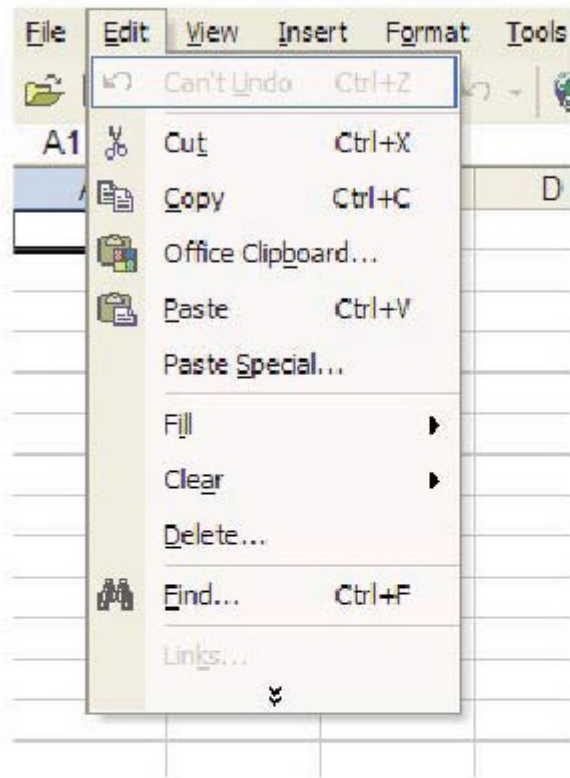 File Edit View Insert Format Tools
Can't Undo Ctrl+Z
A1
Cut Ctrl+X
Copy Ctrl+C
D
Office Clipboard...
Paste Ctrl+V
Paste Special...
Fill
Clear
Delete...
Find... Ctrl+F
Links...